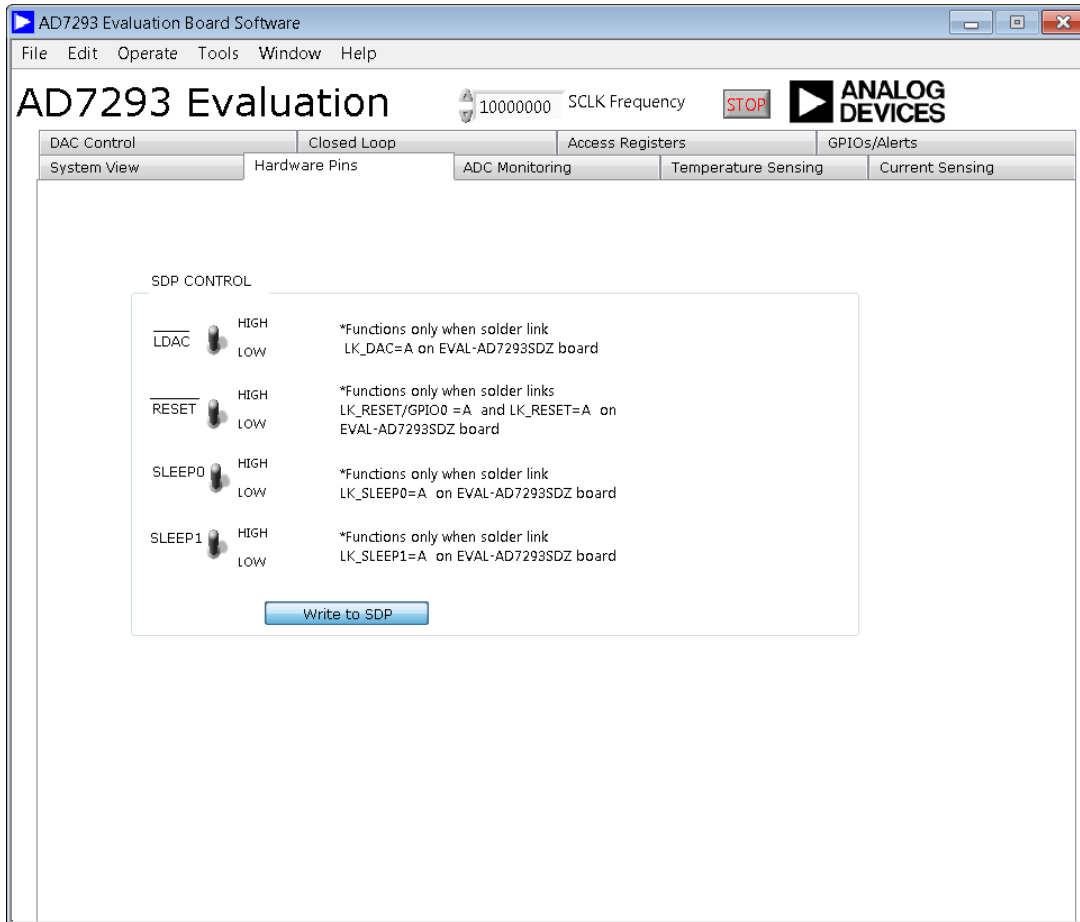 AD7293 Evaluation Board Software
File Edit Operate Tools Window Help
AD7293 Evaluation
10000000 SCLK Frequency
STOP
ANALOG
DEVICES
DAC Control Closed Loop Access Registers GPIOs/Alerts
System View Hardware Pins ADC Monitoring Temperature Sensing Current Sensing
SDP CONTROL
LDAC
HIGH
LOW
*Functions only when solder link
LK_DAC=A on EVAL-AD7293SDZ board
RESET
HIGH
LOW
*Functions only when solder links
LK_RESET/GPIO0 =A and LK_RESET=A on
EVAL-AD7293SDZ board
SLEEP0
HIGH
LOW
*Functions only when solder link
LK_SLEEP0=A on EVAL-AD7293SDZ board
SLEEP1
HIGH
LOW
*Functions only when solder link
LK_SLEEP1=A on EVAL-AD7293SDZ board
Write to SDP